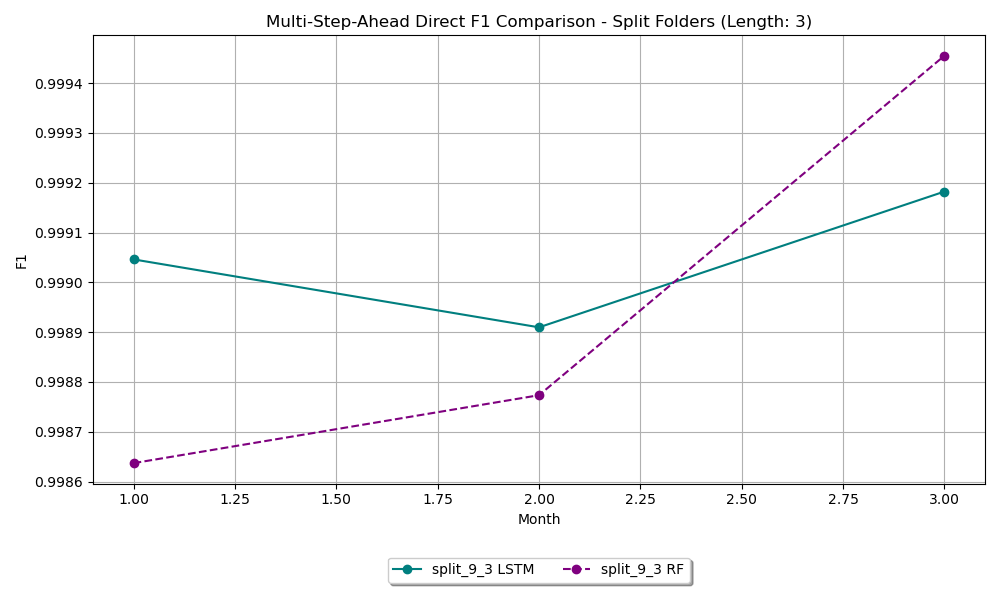 Multi-Step-Ahead Direct F1 Comparison - Split Folders (Length: 3)
0.9994
0.9993
0.9992
0.9991
0.9990
0.9989
0.9988
0.9987
0.9986
F1
1.00 1.25 1.50 1.75 2.00 2.25 2.50 2.75 3.00
Month
split_9_3 LSTM split_9_3 RF